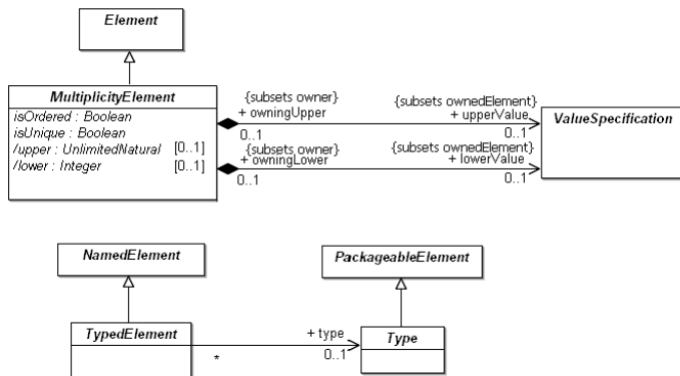 Element
MultiplicityElement
isOrdered : Boolean
isUnique : Boolean
/upper : UnlimitedNatural [0..1]
/lower : Integer [0..1]
{subsets owner}
+ owningUpper
0..1
{subsets ownedElement}
+ upperValue
0..1
{subsets owner}
+ owningLower
0..1
{subsets ownedElement}
+ lowerValue
0..1
ValueSpecification
NamedElement
PackageableElement
TypedElement
*
+ type
0..1
Type